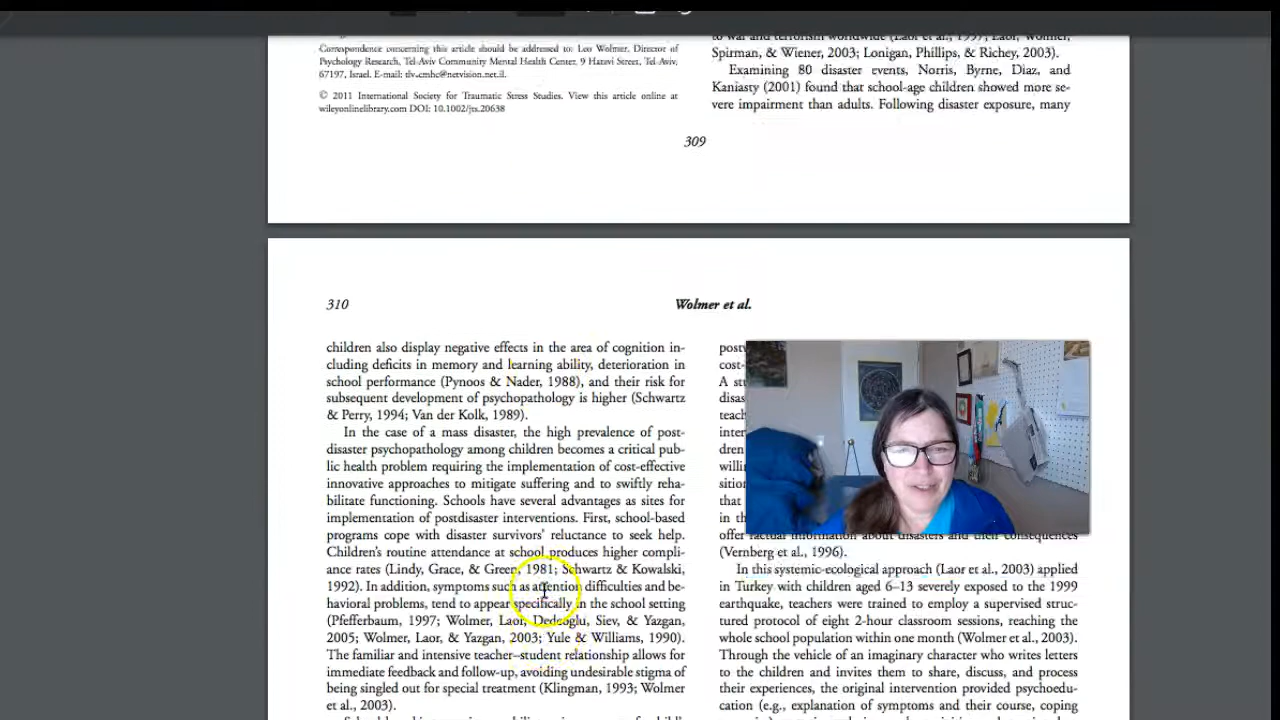 Correspondence concerning this article should be addressed to: Leo Wolmer, Director of
Psychology Research, Tel-Aviv Community Mental Health Center, 9 Hatavi Street, Tel-Aviv,
67197, Israel. E-mail: tlv.cmhc@netvision.net.il.
© 2011 International Society for Traumatic Stress Studies. View this article online at
wileyonlinelibrary.com DOI: 10.1002/jts.20638
to war and terrorism worldwide (Laor et al., 1997; Laor, Wolmer,
Spirman, & Wiener, 2003; Lonigan, Phillips, & Richey, 2003).
Examining 80 disaster events, Norris, Byrne, Diaz, and
Kaniasty (2001) found that school-age children showed more se-
vere impairment than adults. Following disaster exposure, many
309
310
Wolmer et al.
children also display negative effects in the area of cognition in-
cluding deficits in memory and learning ability, deterioration in
school performance (Pynoos & Nader, 1988), and their risk for
subsequent development of psychopathology is higher (Schwartz
& Perry, 1994; Van der Kolk, 1989).
In the case of a mass disaster, the high prevalence of post-
disaster psychopathology among children becomes a critical pub-
lic health problem requiring the implementation of cost-effective
innovative approaches to mitigate suffering and to swiftly reha-
bilitate functioning. Schools have several advantages as sites for
implementation of postdisaster interventions. First, school-based
programs cope with disaster survivors' reluctance to seek help.
Children's routine attendance at school produces higher compli-
ance rates (Lindy, Grace, & Green, 1981; Schwartz & Kowalski,
1992). In addition, symptoms such as attention difficulties and be-
havioral problems, tend to appear specifically in the school setting
(Pfefferbaum, 1997; Wolmer, Laor, Dedeoglu, Siev, & Yazgan,
2005; Wolmer, Laor, & Yazgan, 2003; Yule & Williams, 1990).
The familiar and intensive teacher–student relationship allows for
immediate feedback and follow-up, avoiding undesirable stigma of
being singled out for special treatment (Klingman, 1993; Wolmer
et al., 2003).
cost-
A
disas
teach
inter
dren
willi
sition
that
in th
offer factual information about disasters and their consequences
(Vernberg et al., 1996).
In this systemic-ecological approach (Laor et al., 2003) applied
in Turkey with children aged 6–13 severely exposed to the 1999
earthquake, teachers were trained to employ a supervised struc-
tured protocol of eight 2-hour classroom sessions, reaching the
whole school population within one month (Wolmer et al., 2003).
Through the vehicle of an imaginary character who writes letters
to the children and invites them to share, discuss, and process
their experiences, the original intervention provided psychoedu-
cation (e.g., explanation of symptoms and their course, coping